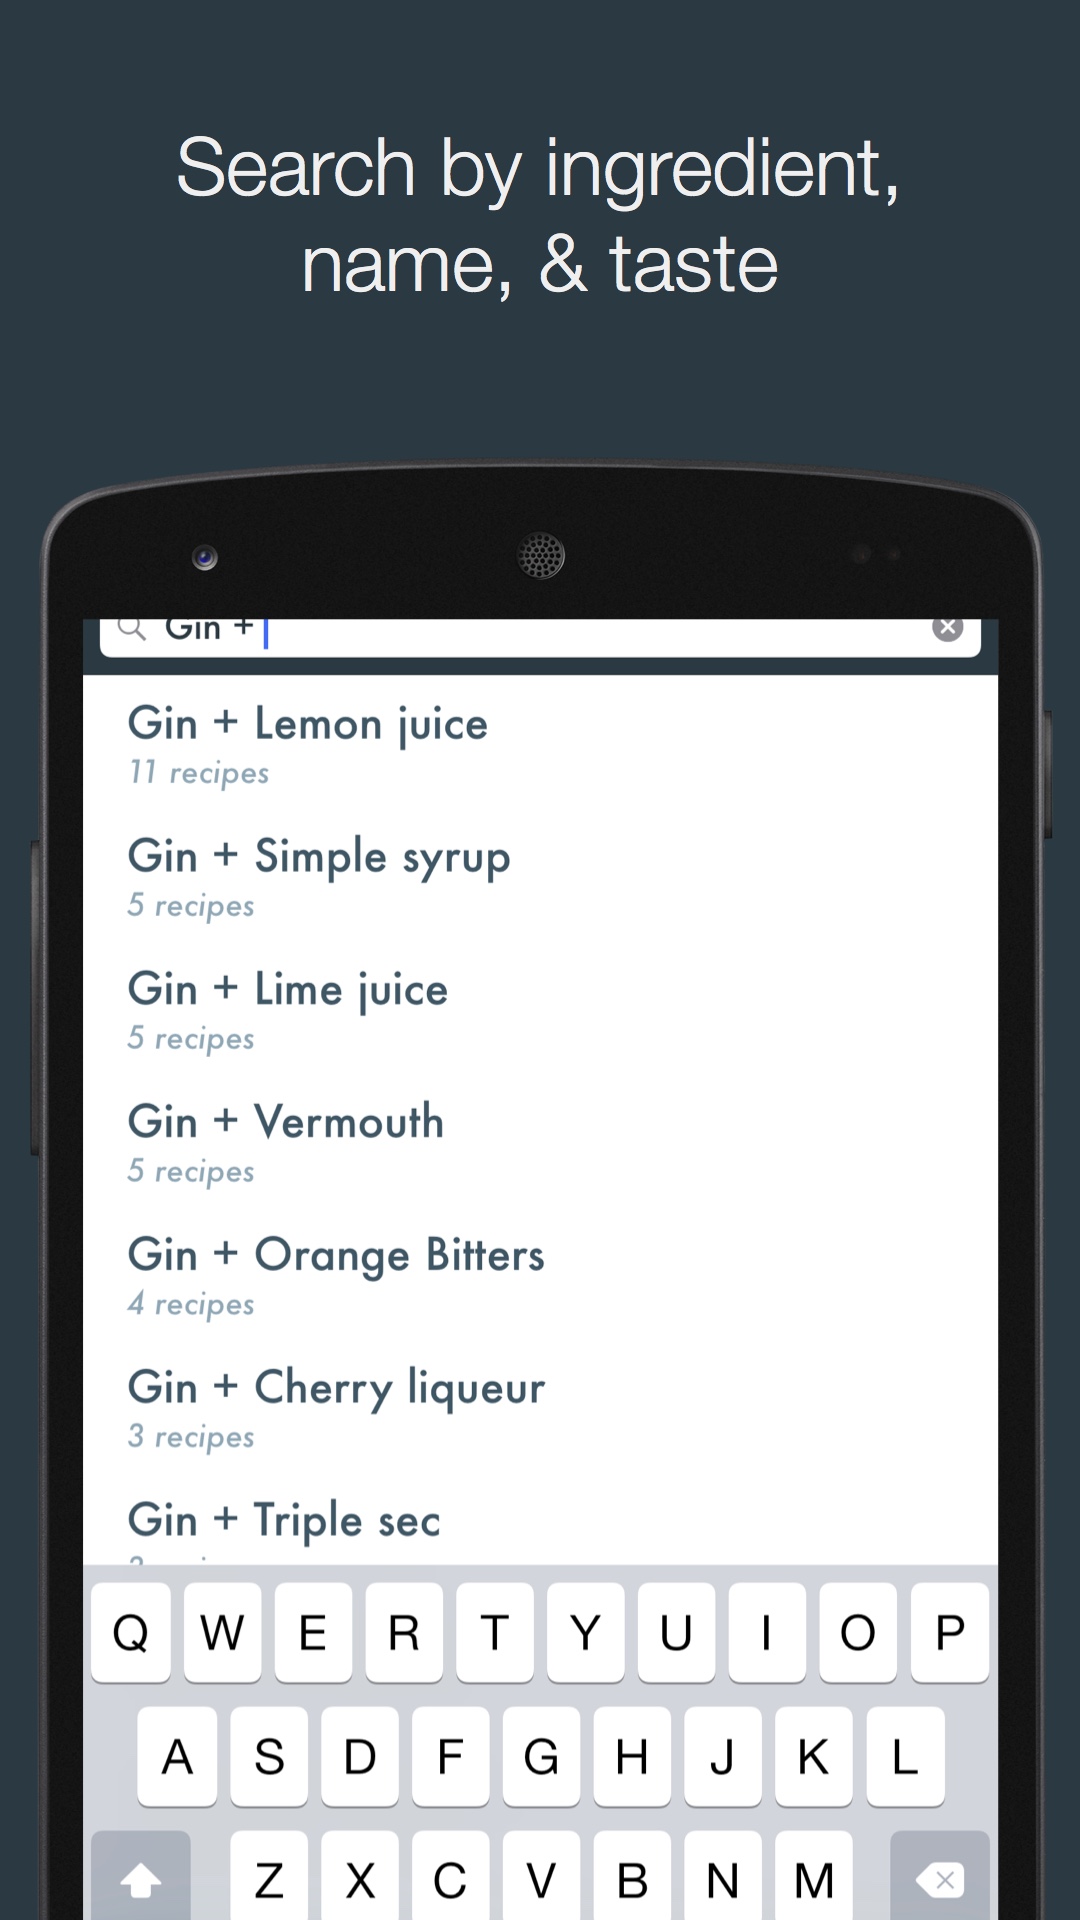 Search by ingredient,
name, & taste
Gin +
Gin + Lemon juice
11 recipes
Gin + Simple syrup
5 recipes
Gin + Lime juice
5 recipes
Gin + Vermouth
5 recipes
Gin + Orange Bitters
4 recipes
Gin + Cherry liqueur
3 recipes
Gin + Triple sec
Q W E R T Y U I O P
A S D F G H J K L
Z X C V B N M